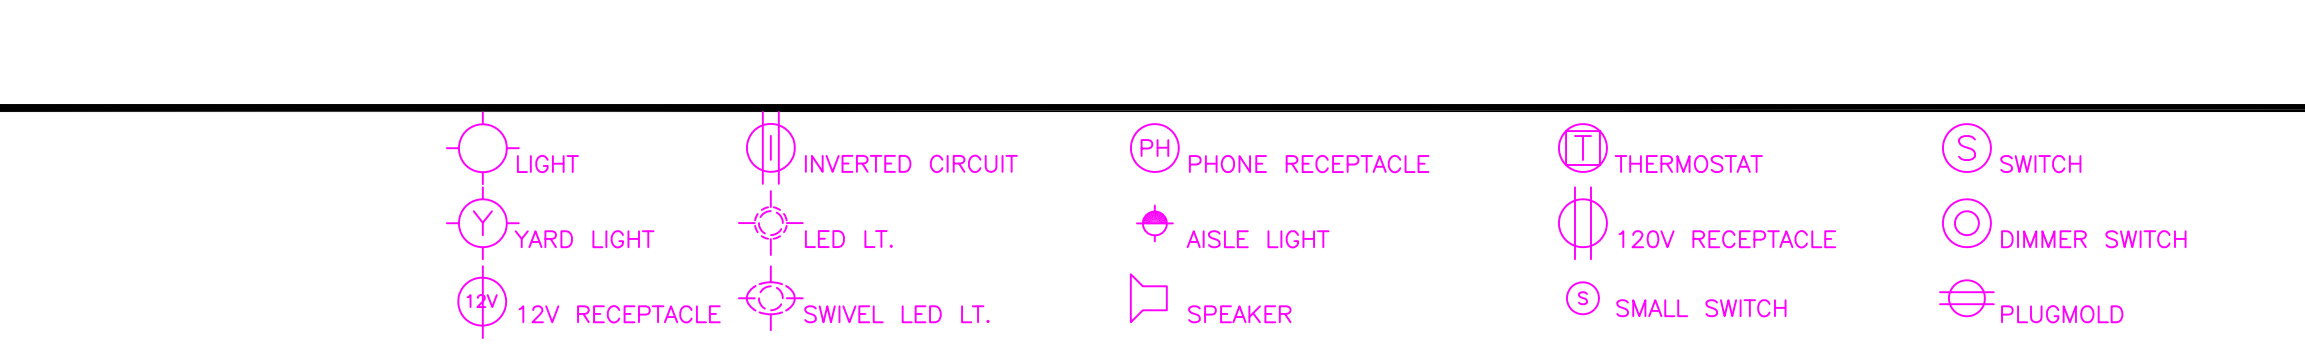 LIGHT
INVERTED CIRCUIT
PH PHONE RECEPTACLE
T THERMOSTAT
S SWITCH
Y YARD LIGHT
LED LT.
AISLE LIGHT
120V RECEPTACLE
DIMMER SWITCH
12V 12V RECEPTACLE
SWIVEL LED LT.
SPEAKER
S SMALL SWITCH
PLUGMOLD